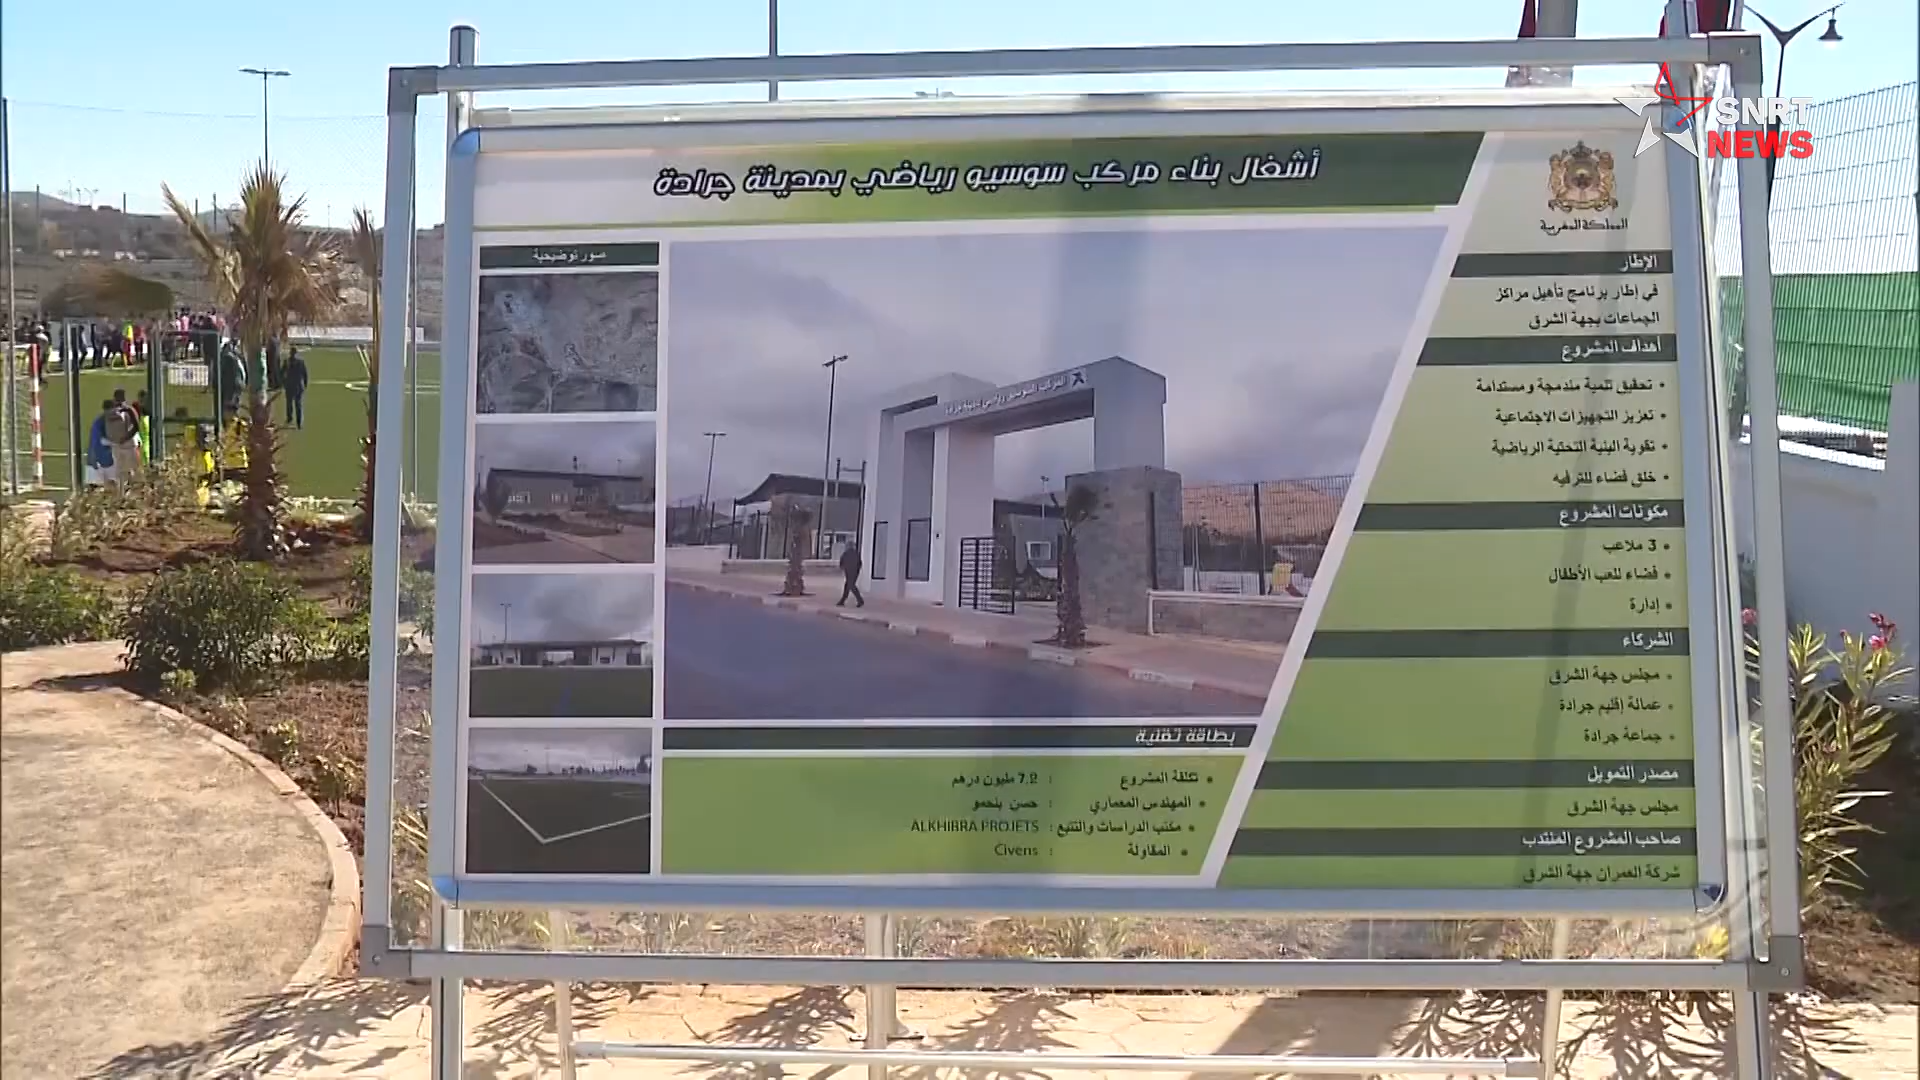 SNRT
NEWS
أشغال بناء مركب سوسيو رياضي بمدينة جرادة
المملكة المغربية
صور توضيحية
الإطار
في إطار برنامج تأهيل مراكز
الجماعات بجهة الشرق
أهداف المشروع
• تحقيق تنمية مندمجة ومستدامة
• تعزيز التجهيزات الاجتماعية
• تقوية البنية التحتية الرياضية
• خلق فضاء للترفيه
مكونات المشروع
• 3 ملاعب
• فضاء للعب الأطفال
• إدارة
الشركاء
• مجلس جهة الشرق
• عمالة إقليم جرادة
• جماعة جرادة
مصدر التمويل
مجلس جهة الشرق
صاحب المشروع المنتدب
شركة العمران جهة الشرق
بطاقة تقنية
• تكلفة المشروع : 7.2 مليون درهم
• المهندس المعماري : حسن بنحمو
• مكتب الدراسات والتتبع : ALKHIBRA PROJETS
• المقاولة : Civens